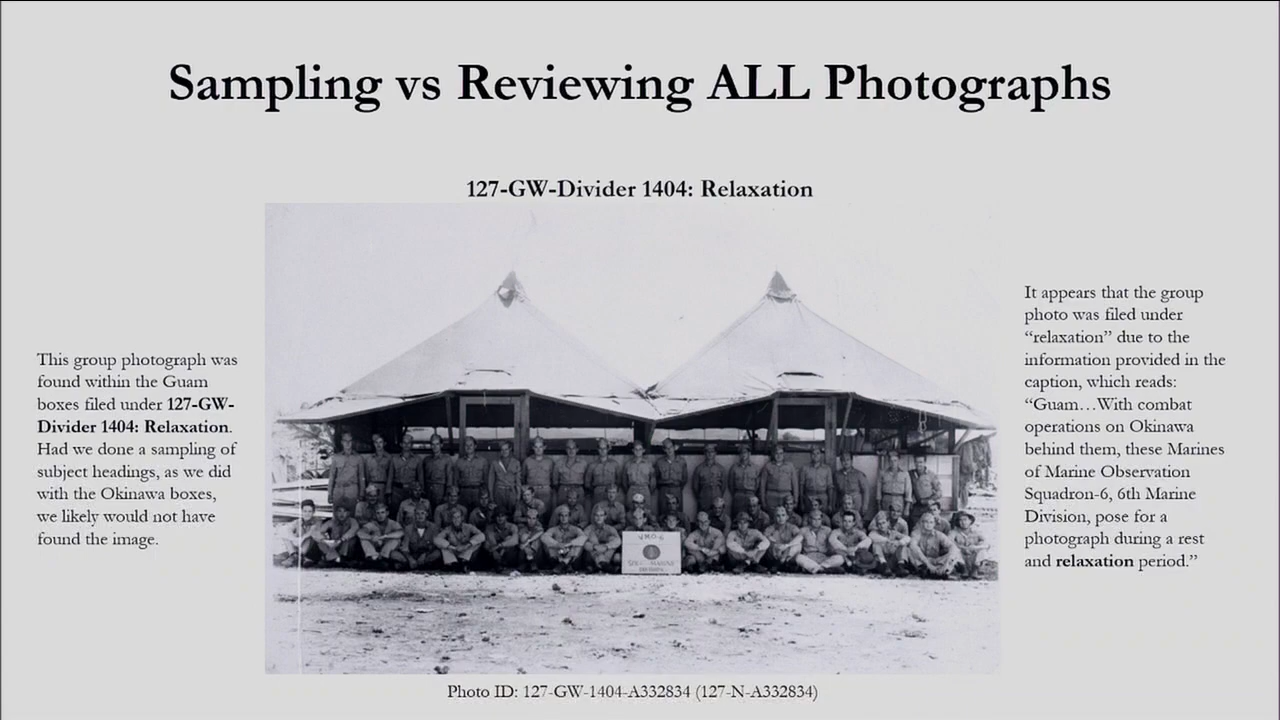 Sampling vs Reviewing ALL Photographs
127-GW-Divider 1404: Relaxation
This group photograph was
found within the Guam
boxes filed under 127-GW-
Divider 1404: Relaxation.
Had we done a sampling of
subject headings, as we did
with the Okinawa boxes,
we likely would not have
found the image.
It appears that the group
photo was filed under
“relaxation” due to the
information provided in the
caption, which reads:
“Guam…With combat
operations on Okinawa
behind them, these Marines
of Marine Observation
Squadron-6, 6th Marine
Division, pose for a
photograph during a rest
and relaxation period.”
VMO-6
MARINE
DIVISION
Photo ID: 127-GW-1404-A332834 (127-N-A332834)